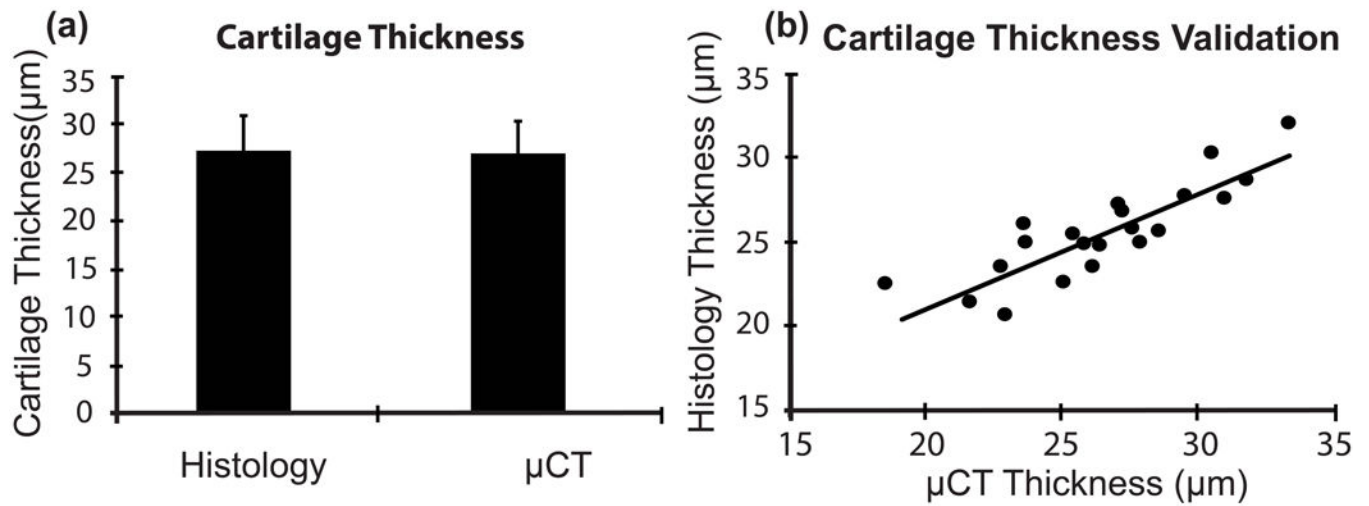 (a)
Cartilage Thickness
Cartilage Thickness(μm)
35
30
25
20
15
10
5
0
Histology
μCT
(b) Cartilage Thickness Validation
Histology Thickness (μm)
35
30
25
20
15
15
20
25
30
35
μCT Thickness (μm)